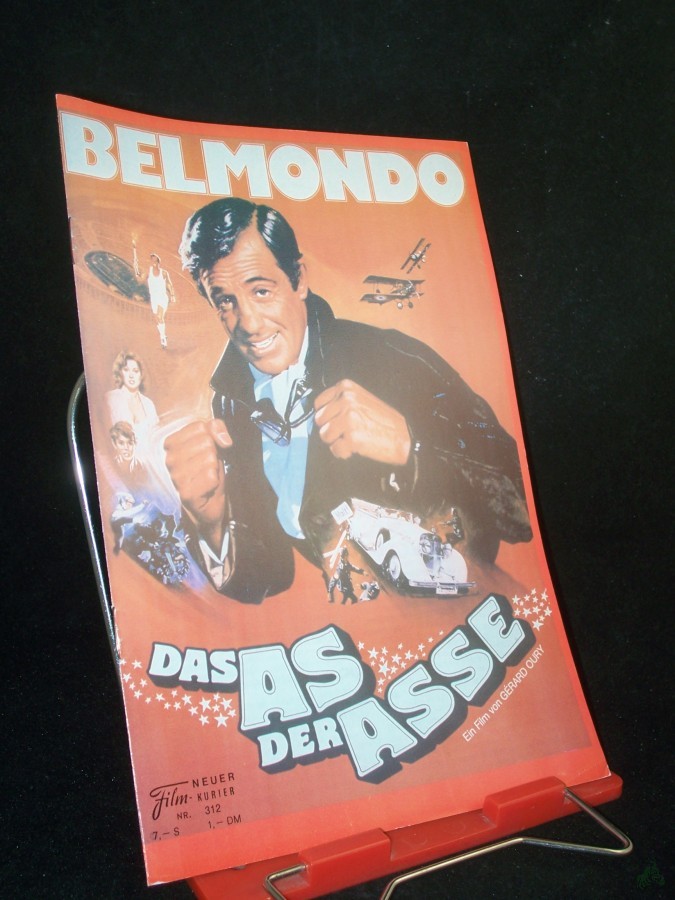 BELMONDO
DAS AS
DER ASSE
Ein Film von GÉRARD OURY
NEUER
Film-KURIER
NR. 312
7,– S 1,– DM